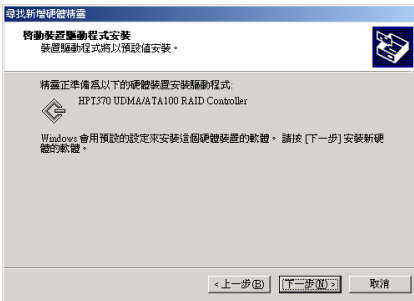 尋找新增硬體精靈
啓動裝置驅動程式安裝
裝置驅動程式將以預設值安裝。
精靈正準備爲以下的硬體裝置安裝驅動程式:
HPT370 UDMA/ATA100 RAID Controller
Windows 會用預設的設定來安裝這個硬體裝置的軟體。 請按 [下一步] 安裝新硬
體的軟體。
<上一步(B)
下一步(N)>
取消